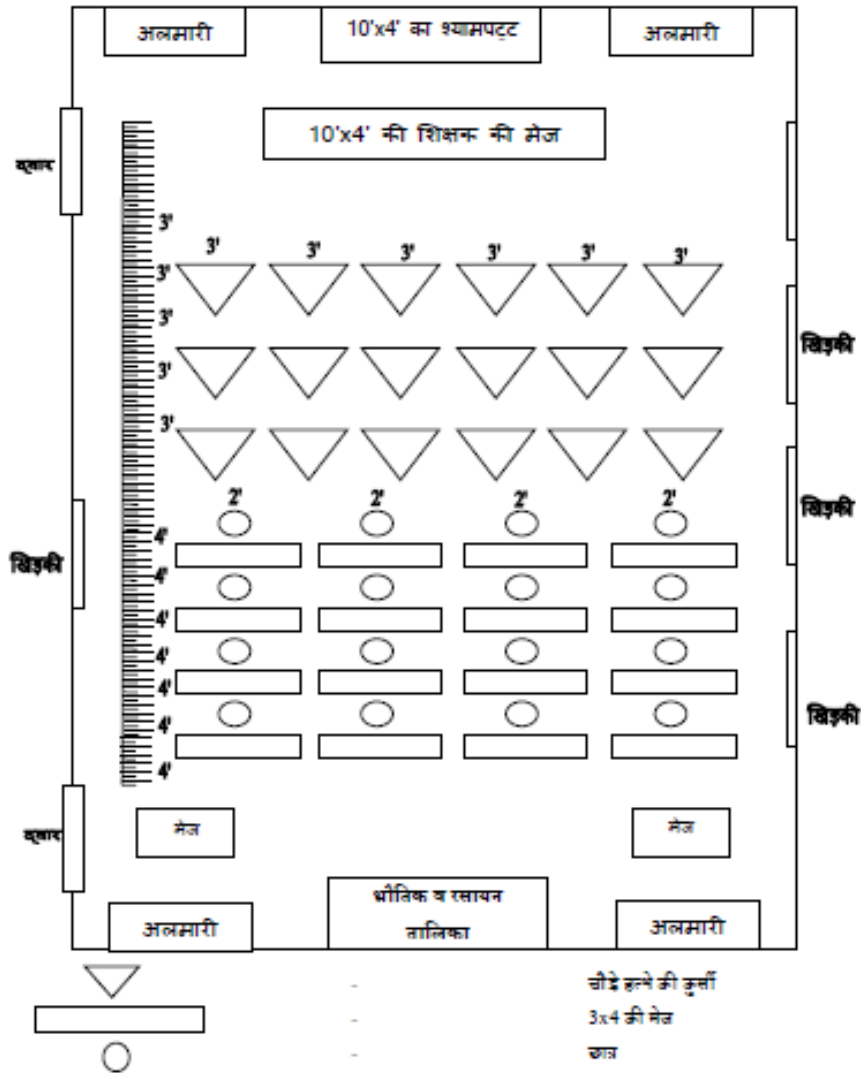 अलमारी
10'x4' का श्यामपट्ट
अलमारी
10'x4' की शिक्षक की मेज
द्वार
3'
3' 3' 3' 3' 3' 3'
3'
3'
खिड़की
3'
3'
2' 2' 2' 2'
खिड़की
4'
खिड़की
4'
4'
4'
4'
खिड़की
4'
4'
मेज
मेज
द्वार
भौतिक व रसायन
तालिका
अलमारी
अलमारी
- चौड़े हत्थे की कुर्सी
- 3x4 की मेज
- छात्र